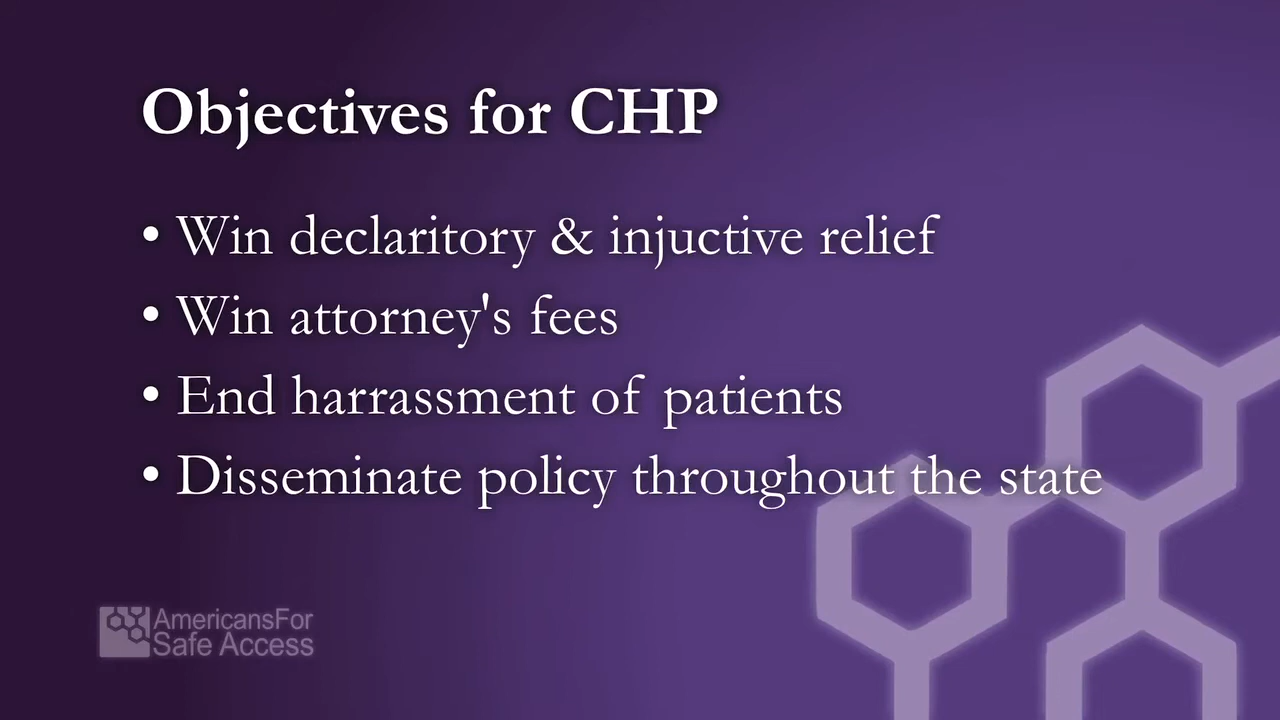 Objectives for CHP
• Win declaritory & injuctive relief
• Win attorney's fees
• End harrassment of patients
• Disseminate policy throughout the state
AmericansFor
Safe Access